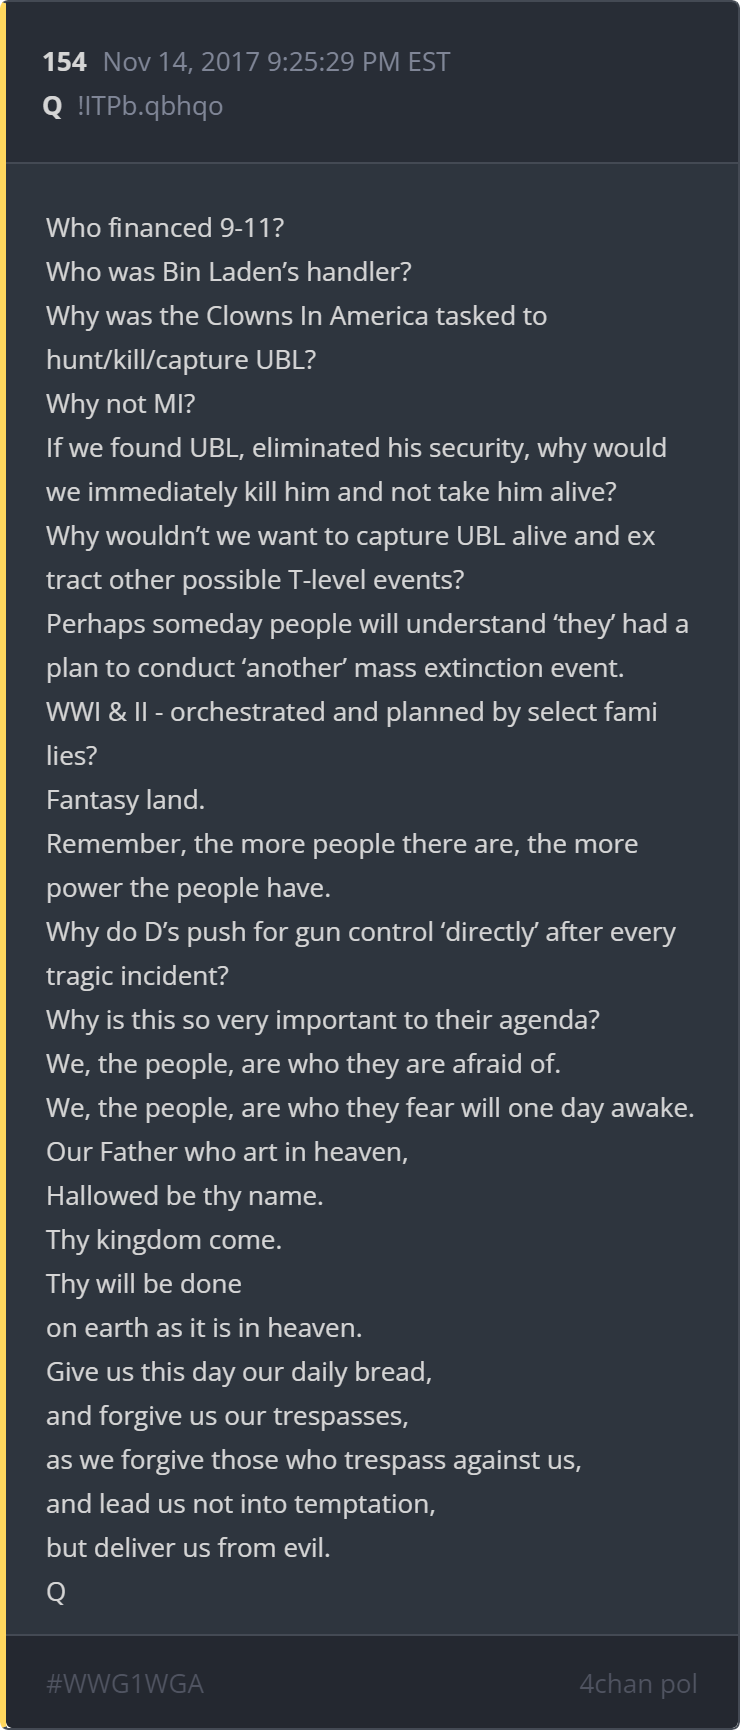 154 Nov 14, 2017 9:25:29 PM EST
Q !ITPb.qbhqo
Who financed 9-11?
Who was Bin Laden’s handler?
Why was the Clowns In America tasked to
hunt/kill/capture UBL?
Why not MI?
If we found UBL, eliminated his security, why would
we immediately kill him and not take him alive?
Why wouldn’t we want to capture UBL alive and ex
tract other possible T-level events?
Perhaps someday people will understand ‘they’ had a
plan to conduct ‘another’ mass extinction event.
WWI & II - orchestrated and planned by select fami
lies?
Fantasy land.
Remember, the more people there are, the more
power the people have.
Why do D’s push for gun control ‘directly’ after every
tragic incident?
Why is this so very important to their agenda?
We, the people, are who they are afraid of.
We, the people, are who they fear will one day awake.
Our Father who art in heaven,
Hallowed be thy name.
Thy kingdom come.
Thy will be done
on earth as it is in heaven.
Give us this day our daily bread,
and forgive us our trespasses,
as we forgive those who trespass against us,
and lead us not into temptation,
but deliver us from evil.
Q
#WWG1WGA 4chan pol